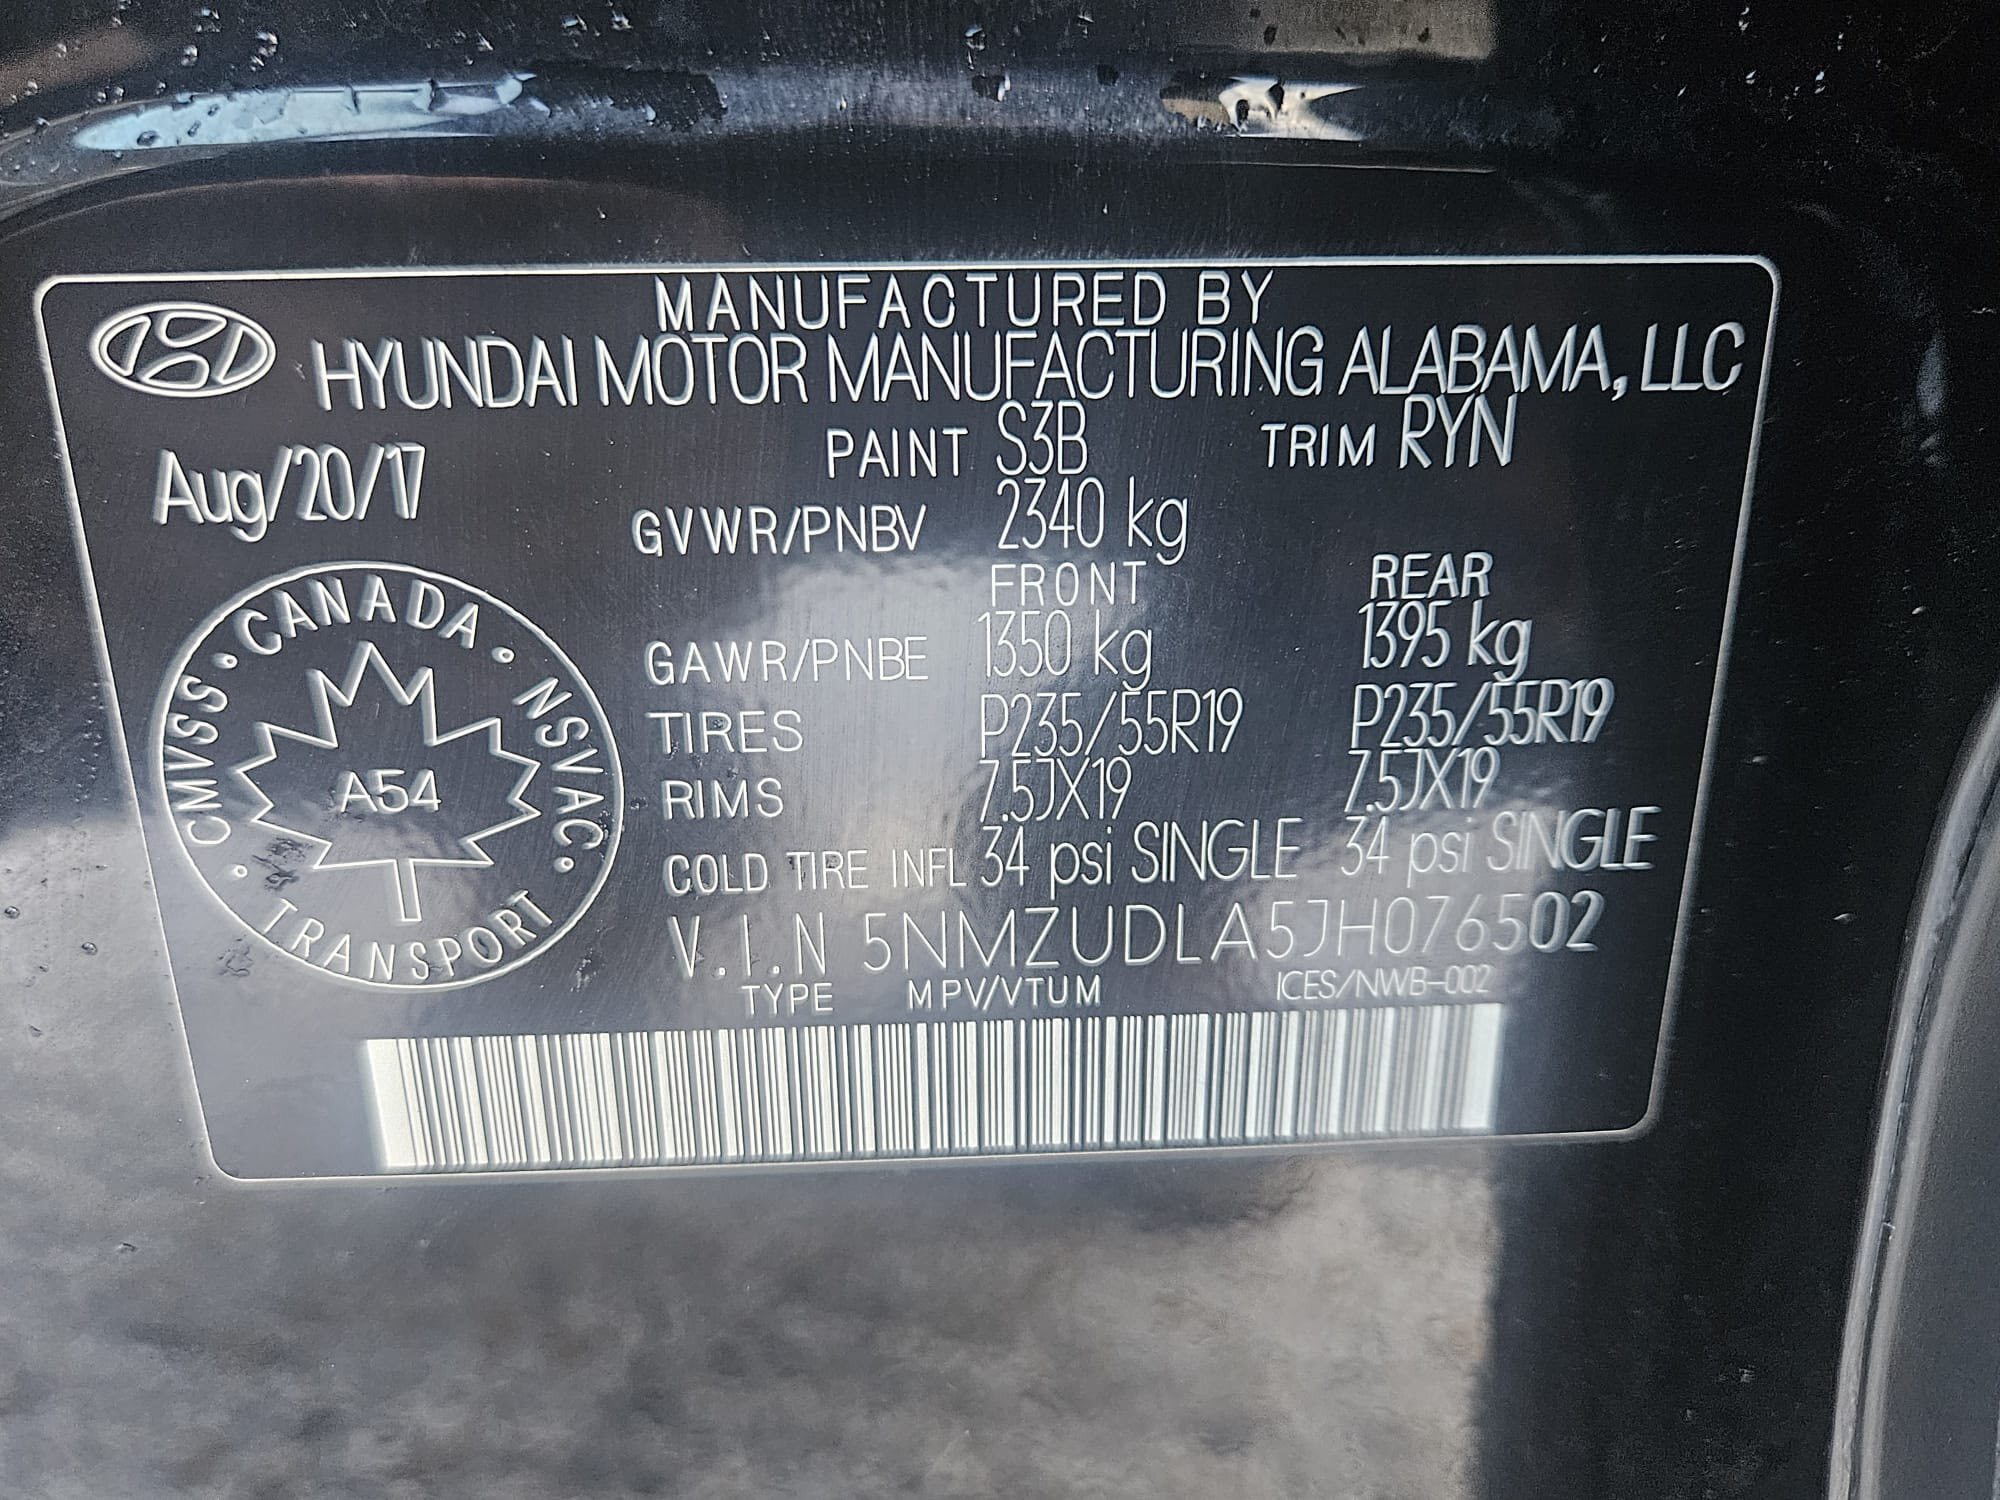 MANUFACTURED BY
HYUNDAI MOTOR MANUFACTURING ALABAMA, LLC
Aug/20/17
PAINT S3B TRIM RYN
GVWR/PNBV 2340 kg
FRONT REAR
GAWR/PNBE 1350 kg 1395 kg
TIRES P235/55R19 P235/55R19
RIMS 7.5JX19 7.5JX19
COLD TIRE INFL 34 psi SINGLE 34 psi SINGLE
V.I.N 5NMZUDLA5JH076502
TYPE MPV/VTUM ICES/NWB-002
CMVSS · CANADA · NSVAC ·
A54
· TRANSPORT